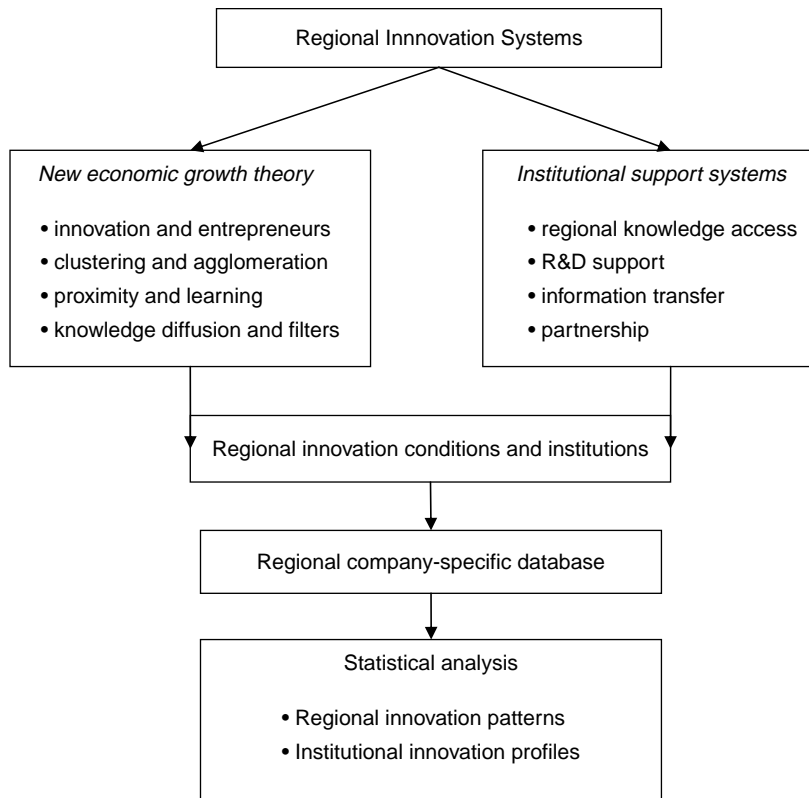 Regional Innnovation Systems
New economic growth theory
• innovation and entrepreneurs
• clustering and agglomeration
• proximity and learning
• knowledge diffusion and filters
Institutional support systems
• regional knowledge access
• R&D support
• information transfer
• partnership
Regional innovation conditions and institutions
Regional company-specific database
Statistical analysis
• Regional innovation patterns
• Institutional innovation profiles